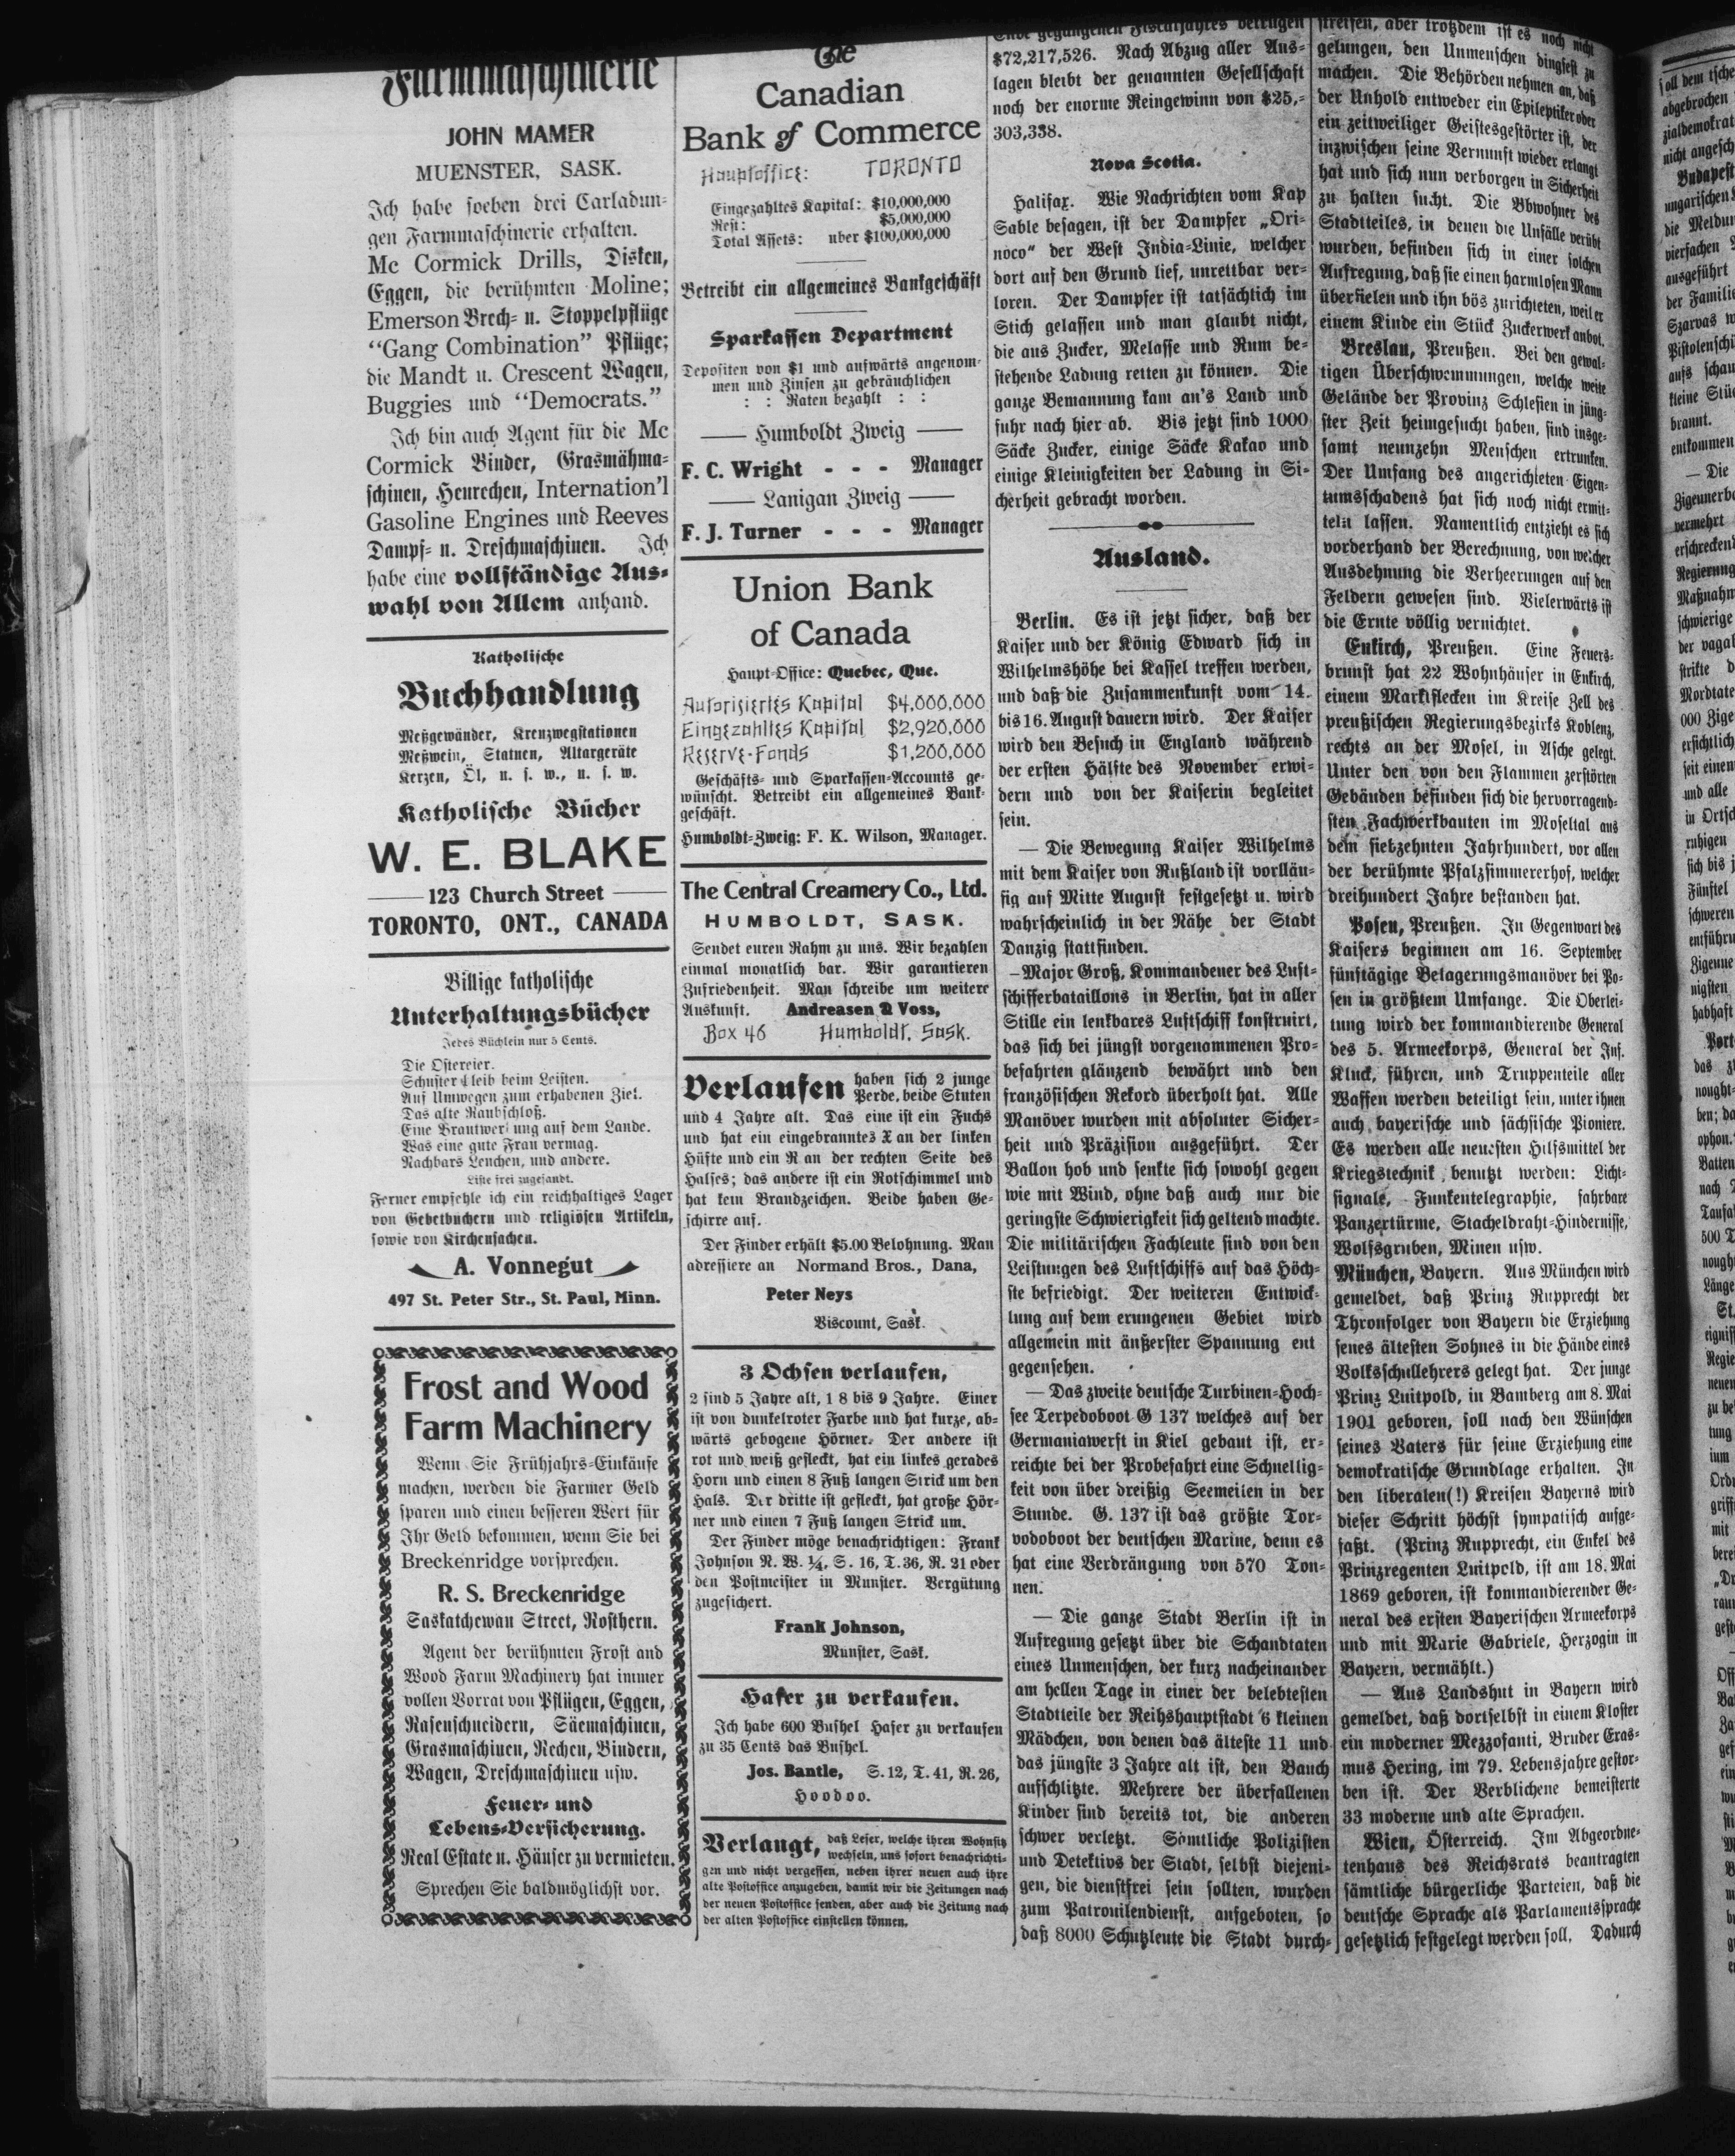 Farmmaschinerie
JOHN MAMER
MUENSTER, SASK.
Ich habe soeben drei Carladun-
gen Farmmaschinerie erhalten.
Mc Cormick Drills, Disken,
Eggen, die berühmten Moline;
Emerson Brech- u. Stoppelpflüge
“Gang Combination” Pflüge;
die Mandt u. Crescent Wagen,
Buggies und “Democrats.”
Ich bin auch Agent für die Mc
Cormick Binder, Grasmähma-
schinen, Heurechen, Internation'l
Gasoline Engines und Reeves
Dampf- u. Dreschmaschinen. Ich
habe eine vollständige Aus-
wahl von Allem anhand.
Katholische
Buchhandlung
Meßgewänder, Kreuzwegstationen
Meßwein, Statuen, Altargeräte
Kerzen, Öl, u. s. w., u. s. w.
Katholische Bücher
W. E. BLAKE
123 Church Street
TORONTO, ONT., CANADA
Billige katholische
Unterhaltungsbücher
Jedes Büchlein nur 5 Cents.
Die Ostereier.
Schuster bleib beim Leisten.
Auf Umwegen zum erhabenen Ziel.
Das alte Raubschloß.
Eine Brautwerbung auf dem Lande.
Was eine gute Frau vermag.
Nachbars Lenchen, und andere.
Liste frei zugesandt.
Ferner empfehle ich ein reichhaltiges Lager
von Gebetbuchern und religiösen Artikeln,
sowie von Kirchensachen.
A. Vonnegut
497 St. Peter Str., St. Paul, Minn.
Frost and Wood
Farm Machinery
Wenn Sie Frühjahrs-Einkäufe
machen, werden die Farmer Geld
sparen und einen besseren Wert für
Ihr Geld bekommen, wenn Sie bei
Breckenridge vorsprechen.
R. S. Breckenridge
Saskatchewan Street, Rosthern.
Agent der berühmten Frost and
Wood Farm Machinery hat immer
vollen Vorrat von Pflügen, Eggen,
Rasenschneidern, Säemaschinen,
Grasmaschinen, Rechen, Bindern,
Wagen, Dreschmaschinen usw.
Feuer- und
Lebens-Versicherung.
Real Estate u. Häuser zu vermieten.
Sprechen Sie baldmöglichst vor.
The
Canadian
Bank of Commerce
Hauptoffice: TORONTO
Eingezahltes Kapital: $10,000,000
Rest: $5,000,000
Total Assets: uber $100,000,000
Betreibt ein allgemeines Bankgeschäft
Sparkassen Department
Depositen von $1 und aufwärts angenom-
men und Zinsen zu gebräuchlichen
: : Raten bezahlt : :
Humboldt Zweig
F. C. Wright - - - Manager
Lanigan Zweig
F. J. Turner - - - Manager
Union Bank
of Canada
Haupt-Office: Quebec, Que.
Autorisiertes Kapital $4,000,000
Eingezahltes Kapital $2,920,000
Reserve-Fonds $1,200,000
Geschäfts- und Sparkassen-Accounts ge-
wünscht. Betreibt ein allgemeines Bank-
geschäft.
Humboldt-Zweig: F. K. Wilson, Manager.
The Central Creamery Co., Ltd.
HUMBOLDT, SASK.
Sendet euren Rahm zu uns. Wir bezahlen
einmal monatlich bar. Wir garantieren
Zufriedenheit. Man schreibe um weitere
Auskunft. Andreasen & Voss,
Box 46 Humboldt, Sask.
Verlaufen haben sich 2 junge
Perde, beide Stuten
und 4 Jahre alt. Das eine ist ein Fuchs
und hat ein eingebranntes X an der linken
Hüfte und ein R an der rechten Seite des
Halses; das andere ist ein Rotschimmel und
hat kein Brandzeichen. Beide haben Ge-
schirre auf.
Der Finder erhält $5.00 Belohnung. Man
adressiere an Normand Bros., Dana,
Peter Neys
Viscount, Sask.
3 Ochsen verlaufen,
2 sind 5 Jahre alt, 1 8 bis 9 Jahre. Einer
ist von dunkelroter Farbe und hat kurze, ab-
wärts gebogene Hörner. Der andere ist
rot und weiß gefleckt, hat ein linkes gerades
Horn und einen 8 Fuß langen Strick um den
Hals. Der dritte ist gefleckt, hat große Hör-
ner und einen 7 Fuß langen Strick um.
Der Finder möge benachrichtigen: Frank
Johnson N. W. ¼, S. 16, T. 36, R. 21 oder
den Postmeister in Munster. Vergütung
zugesichert.
Frank Johnson,
Munster, Sask.
Hafer zu verkaufen.
Ich habe 600 Bushel Hafer zu verkaufen
zu 35 Cents das Bushel.
Jos. Bantle, S. 12, T. 41, R. 26,
Hoodoo.
Verlangt, daß Leser, welche ihren Wohnsitz
wechseln, uns sofort benachrichti-
gen und nicht vergessen, neben ihrer neuen auch ihre
alte Postoffice anzugeben, damit wir die Zeitungen nach
der neuen Postoffice senden, aber auch die Zeitung nach
der alten Postoffice einstellen können.
Ende gegangenen Fiscaljahres betrugen
$72,217,526. Nach Abzug aller Aus-
lagen bleibt der genannten Gesellschaft
noch der enorme Reingewinn von $25,-
303,338.
Nova Scotia.
Halifax. Wie Nachrichten vom Kap
Sable besagen, ist der Dampfer „Ori-
noco“ der West India-Linie, welcher
dort auf den Grund lief, unrettbar ver-
loren. Der Dampfer ist tatsächlich im
Stich gelassen und man glaubt nicht,
die aus Zucker, Melasse und Rum be-
stehende Ladung retten zu können. Die
ganze Bemannung kam an's Land und
fuhr nach hier ab. Bis jetzt sind 1000
Säcke Zucker, einige Säcke Kakao und
einige Kleinigkeiten der Ladung in Si-
cherheit gebracht worden.
Ausland.
Berlin. Es ist jetzt sicher, daß der
Kaiser und der König Edward sich in
Wilhelmshöhe bei Kassel treffen werden,
und daß die Zusammenkunft vom 14.
bis 16. August dauern wird. Der Kaiser
wird den Besuch in England während
der ersten Hälfte des November erwi-
dern und von der Kaiserin begleitet
sein.
— Die Bewegung Kaiser Wilhelms
mit dem Kaiser von Rußland ist vorläu-
fig auf Mitte August festgesetzt u. wird
wahrscheinlich in der Nähe der Stadt
Danzig stattfinden.
— Major Groß, Kommandeuer des Luft-
schifferbataillons in Berlin, hat in aller
Stille ein lenkbares Luftschiff konstruirt,
das sich bei jüngst vorgenommenen Pro-
befahrten glänzend bewährt und den
französischen Rekord überholt hat. Alle
Manöver wurden mit absoluter Sicher-
heit und Präzision ausgeführt. Der
Ballon hob und senkte sich sowohl gegen
wie mit Wind, ohne daß auch nur die
geringste Schwierigkeit sich geltend machte.
Die militärischen Fachleute sind von den
Leistungen des Luftschiffs auf das Höch-
ste befriedigt. Der weiteren Entwick-
lung auf dem erungenen Gebiet wird
allgemein mit äußerster Spannung ent
gegensehen.
— Das zweite deutsche Turbinen-Hoch-
see Terpedoboot G 137 welches auf der
Germaniawerft in Kiel gebaut ist, er-
reichte bei der Probefahrt eine Schnellig-
keit von über dreißig Seemeilen in der
Stunde. G. 137 ist das größte Tor-
vodoboot der deutschen Marine, denn es
hat eine Verdrängung von 570 Ton-
nen.
— Die ganze Stadt Berlin ist in
Aufregung gesetzt über die Schandtaten
eines Unmenschen, der kurz nacheinander
am hellen Tage in einer der belebtesten
Stadtteile der Reihshauptstadt 6 kleinen
Mädchen, von denen das älteste 11 und
das jüngste 3 Jahre alt ist, den Bauch
aufschlitzte. Mehrere der überfallenen
Kinder sind bereits tot, die anderen
schwer verletzt. Sämtliche Polizisten
und Detektivs der Stadt, selbst diejeni-
gen, die dienstfrei sein sollten, wurden
zum Patrouilendienst, aufgeboten, so
daß 8000 Schutzleute die Stadt durch-
streifen, aber trotzdem ist es noch nicht
gelungen, den Unmenschen dingfest zu
machen. Die Behörden nehmen an, daß
der Unhold entweder ein Epileptiker oder
ein zeitweiliger Geistesgestörter ist, der
inzwischen seine Vernunft wieder erlangt
hat und sich nun verborgen in Sicherheit
zu halten sucht. Die Bbwohner des
Stadtteiles, in denen die Unfälle verübt
wurden, befinden sich in einer solchen
Aufregung, daß sie einen harmlosen Mann
überfielen und ihn bös zurichteten, weil er
einem Kinde ein Stück Zuckerwerk anbot.
Breslau, Preußen. Bei den gewal-
tigen Überschwemmungen, welche weite
Gelände der Provinz Schlesien in jüng-
ster Zeit heimgesucht haben, sind insge-
samt neunzehn Menschen ertrunken.
Der Umfang des angerichteten Eigen-
tumsschadens hat sich noch nicht ermit-
teln lassen. Namentlich entzieht es sich
vorderhand der Berechnung, von welcher
Ausdehnung die Verheerungen auf den
Feldern gewesen sind. Vielerwärts ist
die Ernte völlig vernichtet.
Enkirch, Preußen. Eine Feuers-
brunst hat 22 Wohnhäuser in Enkirch,
einem Marktflecken im Kreise Zell des
preußischen Regierungsbezirks Koblenz,
rechts an der Mosel, in Asche gelegt.
Unter den von den Flammen zerstörten
Gebänden befinden sich die hervorragend-
sten Fachwerkbauten im Moseltal aus
dem siebzehnten Jahrhundert, vor allen
der berühmte Pfalzsimmererhof, welcher
dreihundert Jahre bestanden hat.
Posen, Preußen. In Gegenwart des
Kaisers beginnen am 16. September
fünstägige Belagerungsmanöver bei Po-
sen in größtem Umfange. Die Oberlei-
tung wird der kommandierende General
des 5. Armeekorps, General der Inf.
Kluck, führen, und Truppenteile aller
Waffen werden beteiligt sein, unter ihnen
auch bayerische und sächsische Pioniere.
Es werden alle neuesten Hilfsmittel der
Kriegstechnik benutzt werden: Licht-
signale, Funkentelegraphie, fahrbare
Panzertürme, Stacheldraht-Hindernisse,
Wolfsgruben, Minen usw.
München, Bayern. Aus München wird
gemeldet, daß Prinz Rupprecht der
Thronfolger von Bayern die Erziehung
senes ältesten Sohnes in die Hände eines
Volksschullehrers gelegt hat. Der junge
Prinz Luitpold, in Bamberg am 8. Mai
1901 geboren, soll nach den Wünschen
seines Vaters für seine Erziehung eine
demokratische Grundlage erhalten. In
den liberalen(!) Kreisen Bayerns wird
dieser Schritt höchst sympatisch aufge-
faßt. (Prinz Rupprecht, ein Enkel des
Prinzregenten Luitpold, ist am 18. Mai
1869 geboren, ist kommandierender Ge-
neral des ersten Bayerischen Armeekorps
und mit Marie Gabriele, Herzogin in
Bayern, vermählt.)
— Aus Landshut in Bayern wird
gemeldet, daß dortselbst in einem Kloster
ein moderner Mezzofanti, Bruder Eras-
mus Hering, im 79. Lebensjahre gestor-
ben ist. Der Verblichene bemeisterte
33 moderne und alte Sprachen.
Wien, Österreich. Im Abgeordne-
tenhaus des Reichsrats beantragten
sämtliche bürgerliche Parteien, daß die
deutsche Sprache als Parlamentssprache
gesetzlich festgelegt werden soll. Dadurch
soll dem
abgebrochen
nicht
Budapest
ungarischen
die
vierfachen
ausgeführt
der
Szarvas
kleine
brannt.
entkommen
— Die
vermehrt
Regierung
schwierige
der
seit einem
und alle
ruhigen
sich bis
Fünftel
schweren
das
nach
500
Länge
neuen
mit